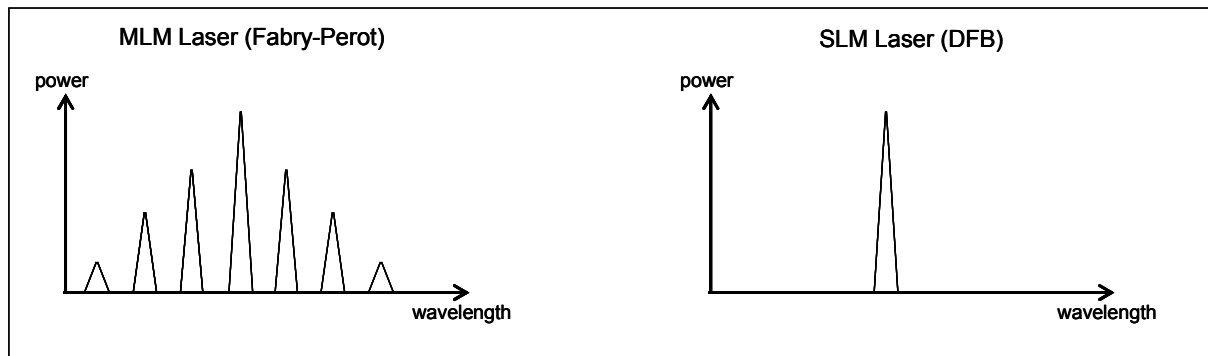 MLM Laser (Fabry-Perot)
power
wavelength
SLM Laser (DFB)
power
wavelength